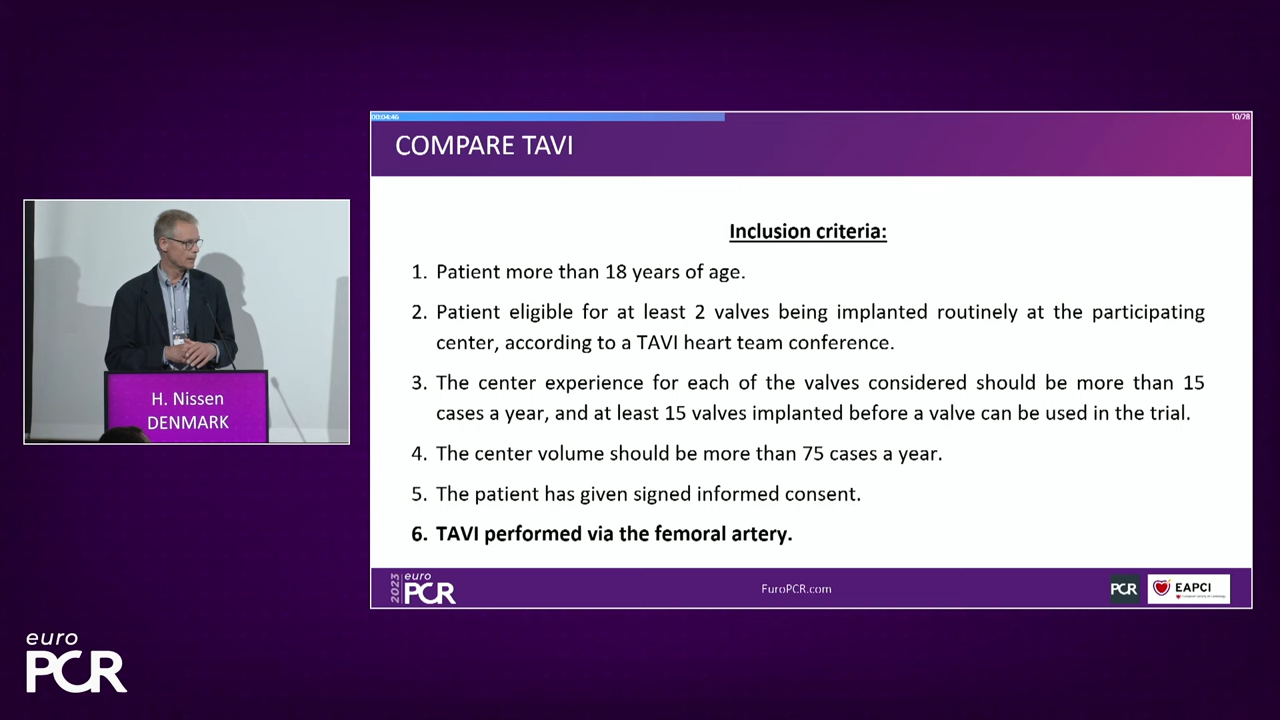 00:04:46
10/28
COMPARE TAVI
Inclusion criteria:
1. Patient more than 18 years of age.
2. Patient eligible for at least 2 valves being implanted routinely at the participating
center, according to a TAVI heart team conference.
3. The center experience for each of the valves considered should be more than 15
cases a year, and at least 15 valves implanted before a valve can be used in the trial.
4. The center volume should be more than 75 cases a year.
5. The patient has given signed informed consent.
6. TAVI performed via the femoral artery.
H. Nissen
DENMARK
2023 euro
PCR
EuroPCR.com
PCR
EAPCI
euro
PCR